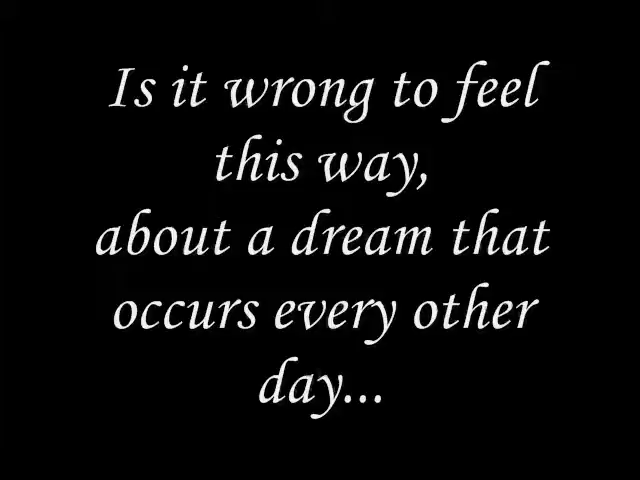 Is it wrong to feel
this way,
about a dream that
occurs every other
day...